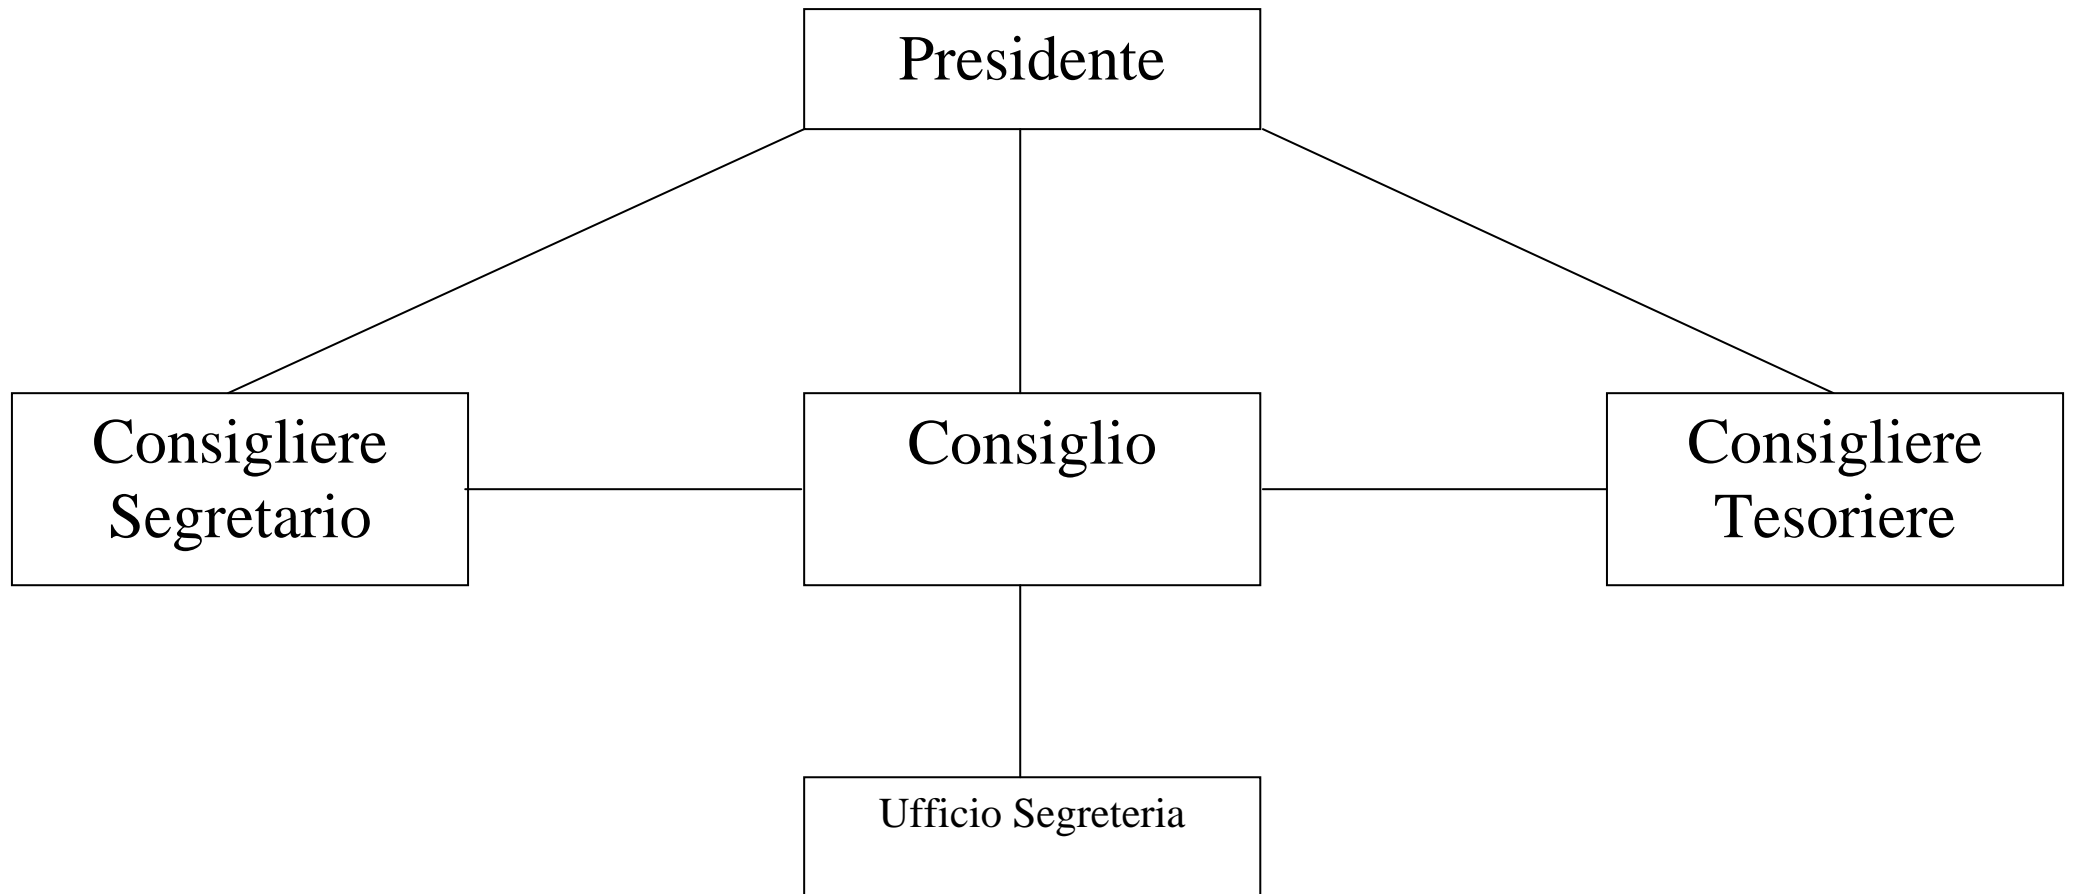 Presidente
Consigliere
Segretario
Consiglio
Consigliere
Tesoriere
Ufficio Segreteria